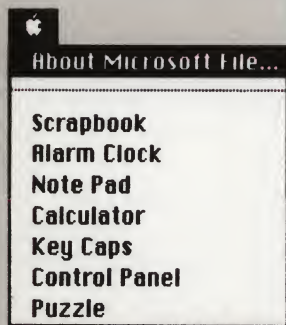 About Microsoft File...
Scrapbook
Alarm Clock
Note Pad
Calculator
Key Caps
Control Panel
Puzzle